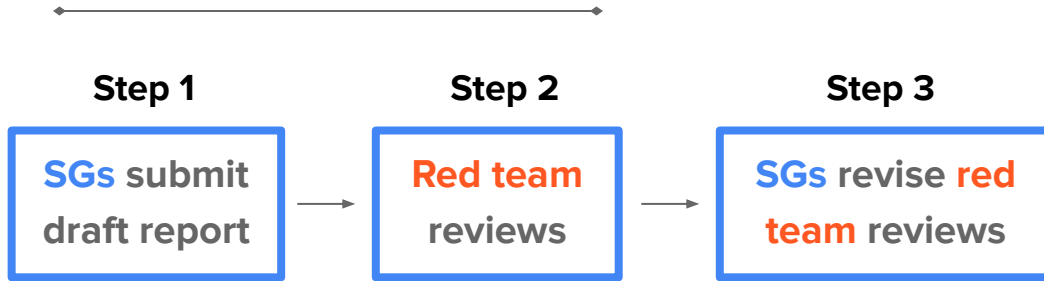 Step 1
SGs submit
draft report
Step 2
Red team
reviews
Step 3
SGs revise red
team reviews